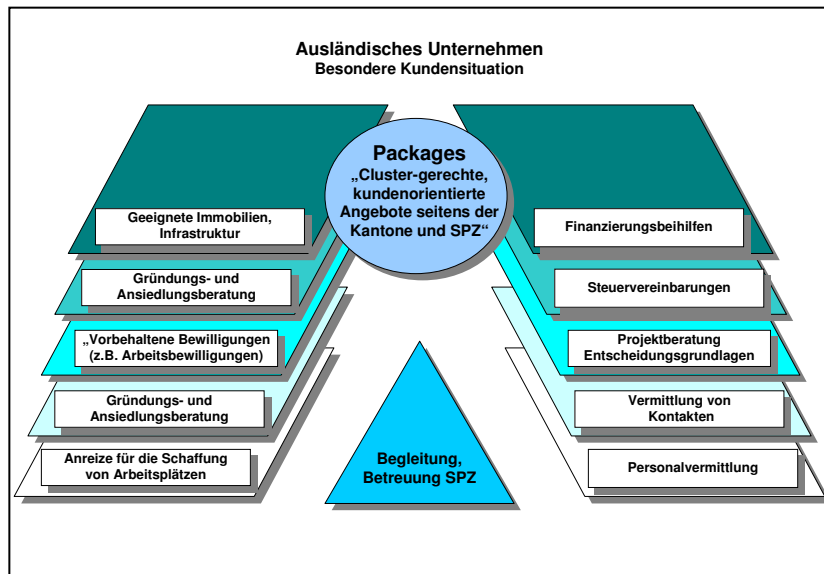 Ausländisches Unternehmen
Besondere Kundensituation
Packages
„Cluster-gerechte,
kundenorientierte
Angebote seitens der
Kantone und SPZ“
Geeignete Immobilien,
Infrastruktur
Gründungs- und
Ansiedlungsberatung
„Vorbehaltene Bewilligungen
(z.B. Arbeitsbewilligungen)
Gründungs- und
Ansiedlungsberatung
Anreize für die Schaffung
von Arbeitsplätzen
Finanzierungsbeihilfen
Steuervereinbarungen
Projektberatung
Entscheidungsgrundlagen
Vermittlung von
Kontakten
Personalvermittlung
Begleitung,
Betreuung SPZ